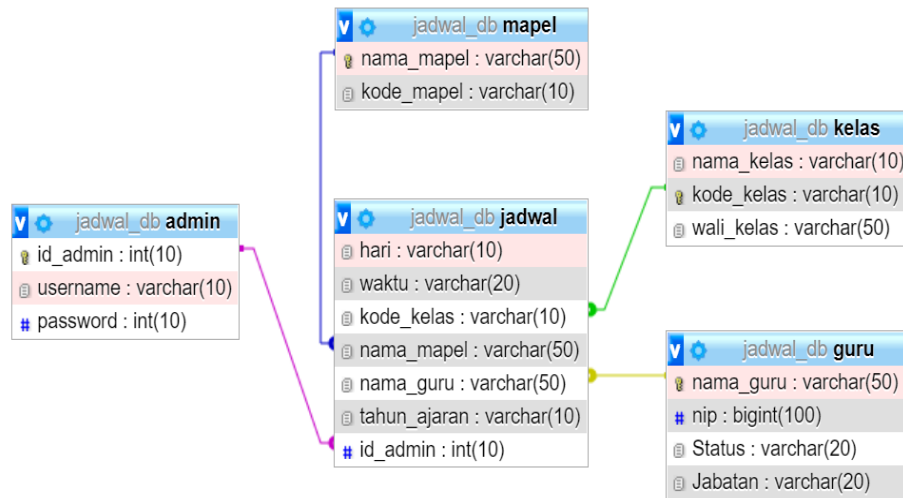 jadwal_db mapel
nama_mapel : varchar(50)
kode_mapel : varchar(10)
jadwal_db kelas
nama_kelas : varchar(10)
kode_kelas : varchar(10)
wali_kelas : varchar(50)
jadwal_db admin
id_admin : int(10)
username : varchar(10)
# password : int(10)
jadwal_db jadwal
hari : varchar(10)
waktu : varchar(20)
kode_kelas : varchar(10)
nama_mapel : varchar(50)
nama_guru : varchar(50)
tahun_ajaran : varchar(10)
# id_admin : int(10)
jadwal_db guru
nama_guru : varchar(50)
# nip : bigint(100)
Status : varchar(20)
Jabatan : varchar(20)